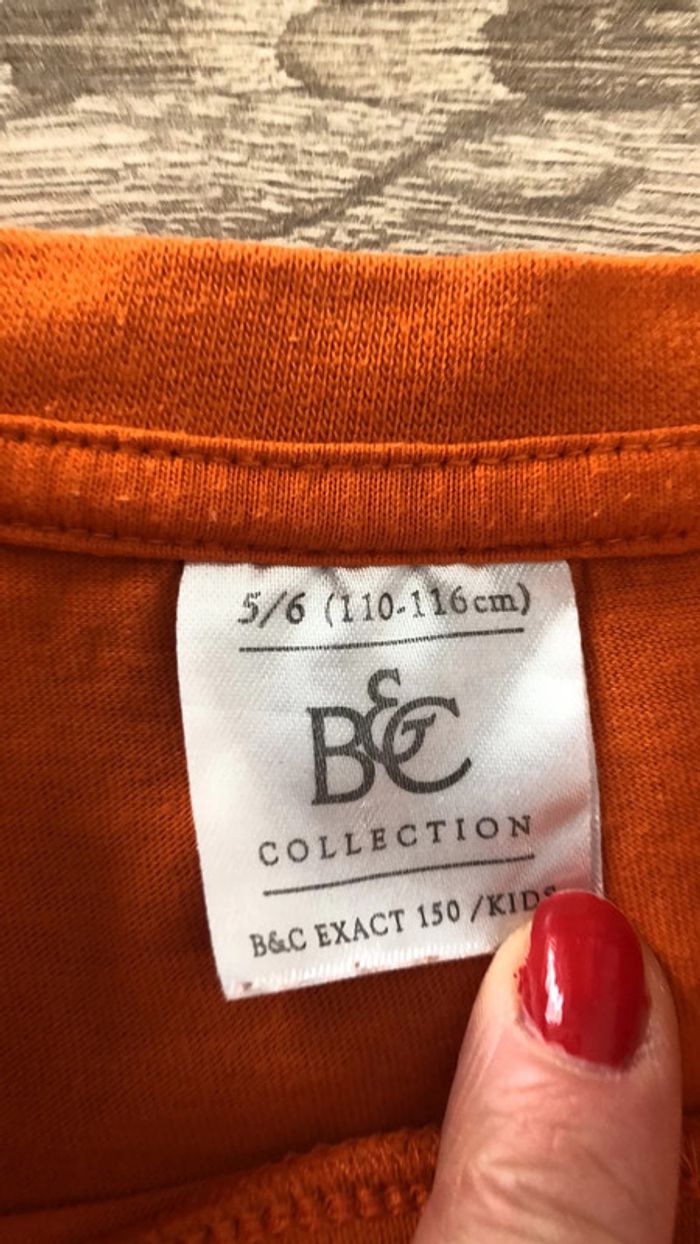 5/6 (110-116cm)
B&C
COLLECTION
B&C EXACT 150 /KIDS